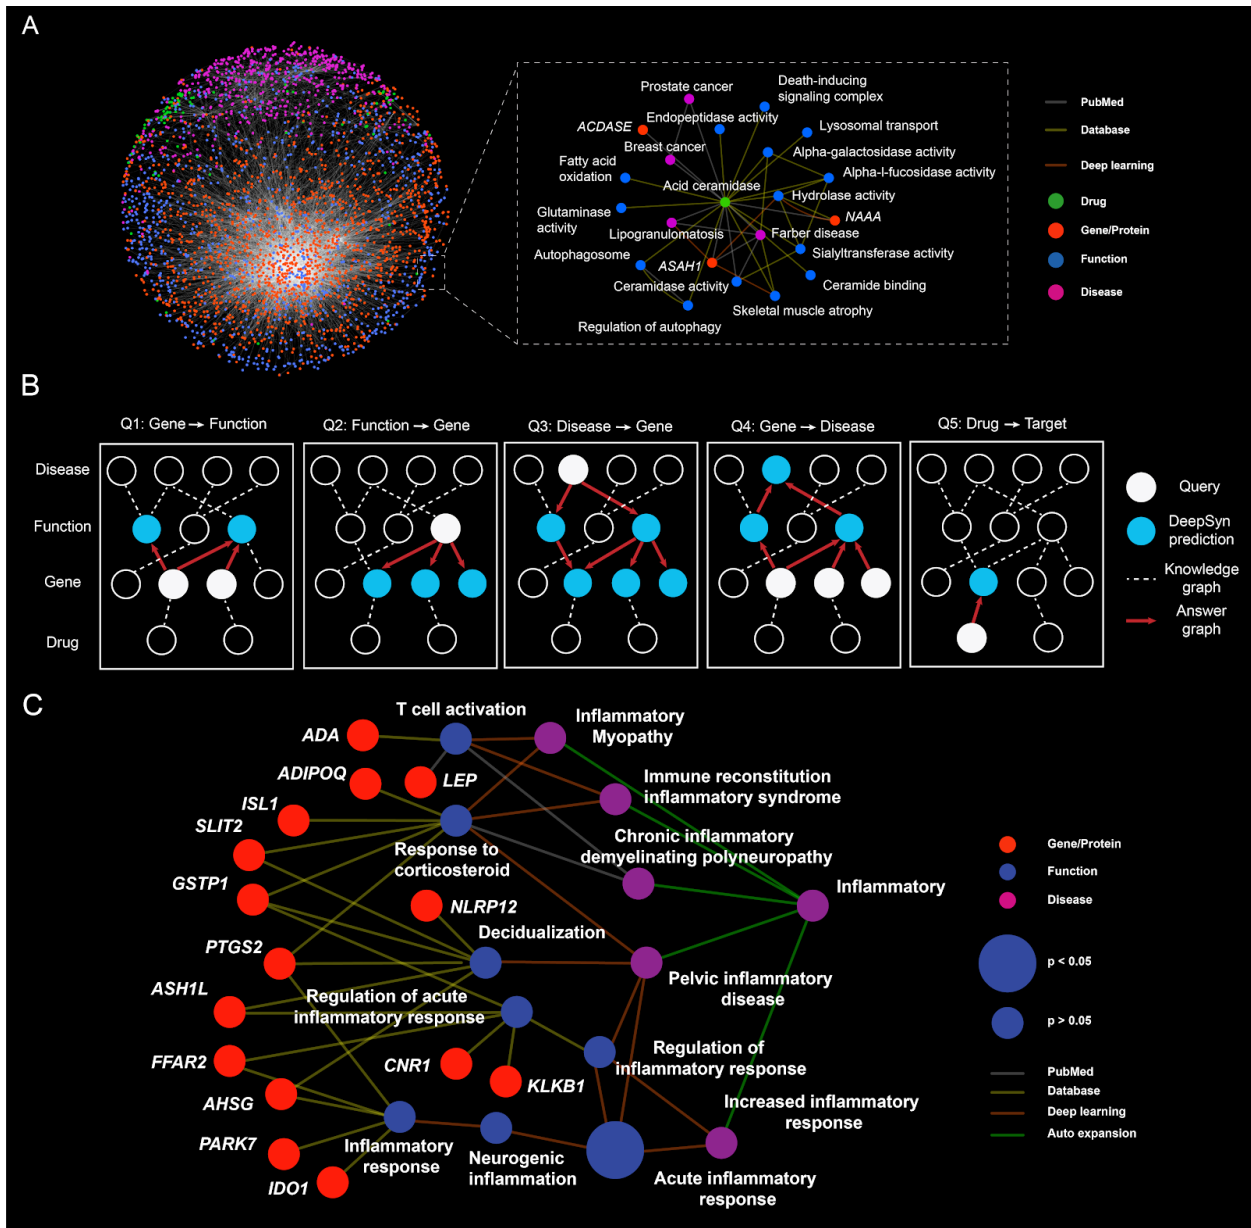 A
Prostate cancer
Death-inducing
signaling complex
ACDASE
Endopeptidase activity
Lysosomal transport
Breast cancer
Alpha-galactosidase activity
Fatty acid
oxidation
Alpha-l-fucosidase activity
Acid ceramidase
Hydrolase activity
Glutaminase
activity
NAAA
Lipogranulomatosis
Farber disease
Autophagosome
Sialyltransferase activity
ASAH1
Ceramidase activity
Ceramide binding
Skeletal muscle atrophy
Regulation of autophagy
PubMed
Database
Deep learning
Drug
Gene/Protein
Function
Disease
B
Q1: Gene → Function
Q2: Function → Gene
Q3: Disease → Gene
Q4: Gene → Disease
Q5: Drug → Target
Disease
Function
Gene
Drug
Query
DeepSyn
prediction
Knowledge
graph
Answer
graph
C
T cell activation
Inflammatory
Myopathy
ADA
ADIPOQ
LEP
Immune reconstitution
inflammatory syndrome
ISL1
SLIT2
Chronic inflammatory
demyelinating polyneuropathy
Response to
corticosteroid
GSTP1
Inflammatory
NLRP12
Decidualization
PTGS2
Pelvic inflammatory
disease
ASH1L
Regulation of acute
inflammatory response
FFAR2
CNR1
KLKB1
Regulation of
inflammatory response
AHSG
Increased inflammatory
response
PARK7
Inflammatory
response
Neurogenic
inflammation
IDO1
Acute inflammatory
response
Gene/Protein
Function
Disease
p < 0.05
p > 0.05
PubMed
Database
Deep learning
Auto expansion